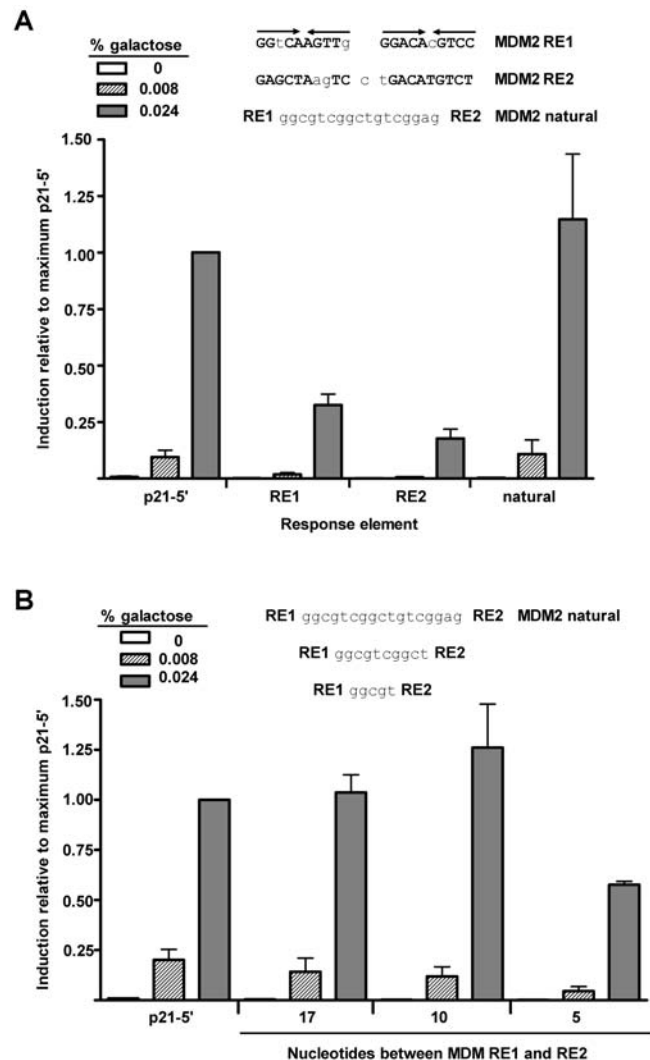 A
% galactose
0
0.008
0.024
GGtCAAGTTg GGACAcGTCC MDM2 RE1
GAGCTAagTC c tGACATGTCT MDM2 RE2
RE1 ggcgtcggctgtcggag RE2 MDM2 natural
Induction relative to maximum p21-5'
1.50
1.25
1.00
0.75
0.50
0.25
p21-5' RE1 RE2 natural
Response element
B
% galactose
0
0.008
0.024
RE1 ggcgtcggctgtcggag RE2 MDM2 natural
RE1 ggcgtcggct RE2
RE1 ggcgt RE2
Induction relative to maximum p21-5'
1.50
1.25
1.00
0.75
0.50
0.25
p21-5' 17 10 5
Nucleotides between MDM RE1 and RE2